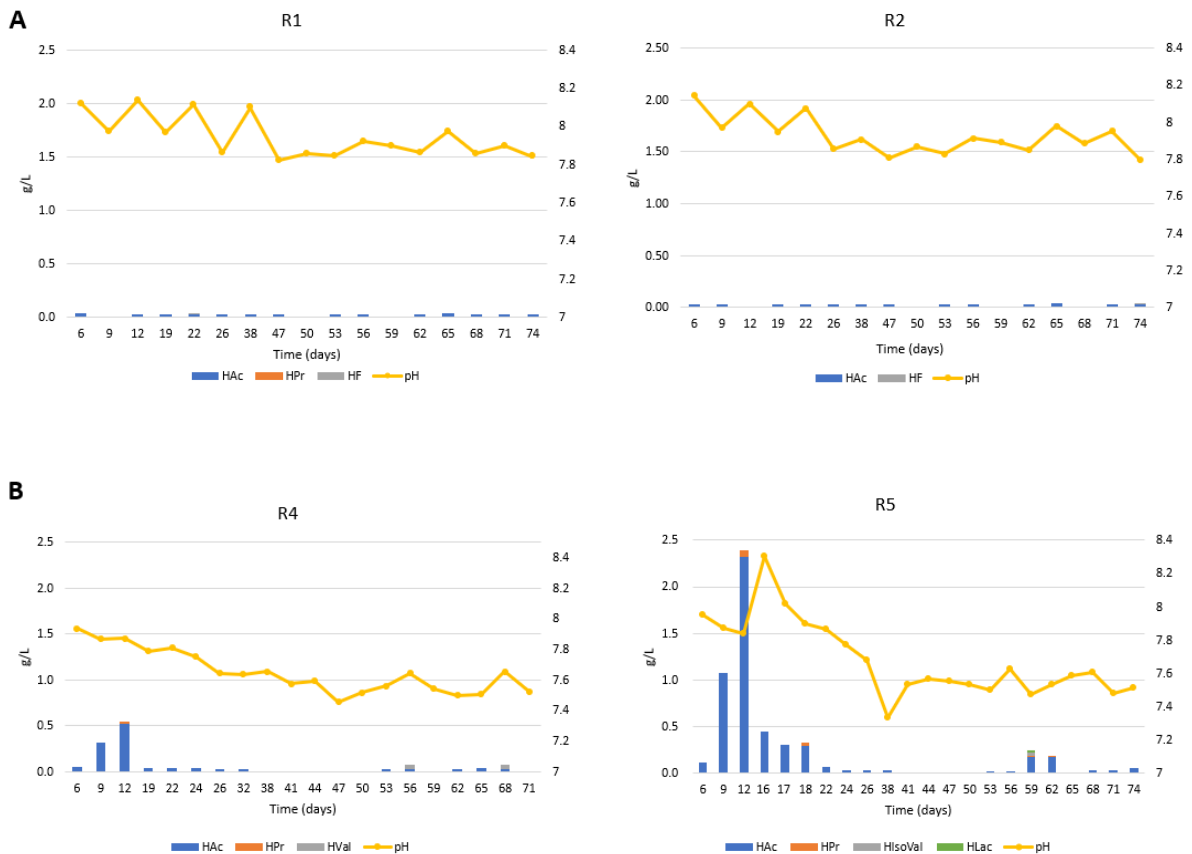 A
R1
2.5
2.0
1.5
1.0
0.5
0.0
g/L
8.4
8.2
8
7.8
7.6
7.4
7.2
7
6 9 12 19 22 26 38 47 50 53 56 62 65 68 71 74
Time (days)
HAc HPr HF pH
R2
2.50
2.00
1.50
1.00
0.50
0.00
g/L
8.4
8.2
8
7.8
7.6
7.4
7.2
7
6 9 12 19 22 26 38 47 50 53 56 62 65 68 71 74
Time (days)
HAc HF pH
B
R4
2.5
2.0
1.5
1.0
0.5
0.0
g/L
8.4
8.2
8
7.8
7.6
7.4
7.2
7
6 9 12 19 22 24 26 32 38 41 44 47 50 53 56 59 62 65 68 71
Time (days)
HAc HPr HVal pH
R5
2.5
2.0
1.5
1.0
0.5
0.0
g/L
8.4
8.2
8
7.8
7.6
7.4
7.2
7
6 9 12 16 17 18 22 24 26 38 41 44 47 50 53 56 59 62 65 68 71 74
Time (days)
HAc HPr HIsoVal HLac pH